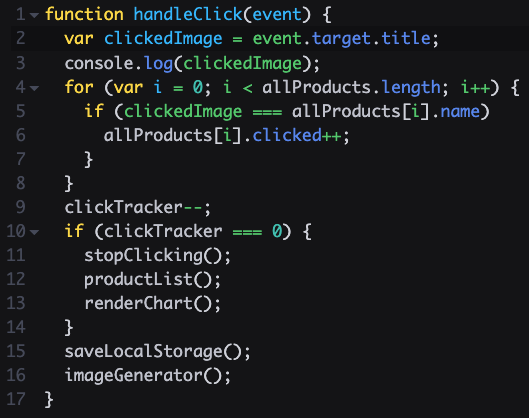 1 function handleClick(event) {
2   var clickedImage = event.target.title;
3   console.log(clickedImage);
4   for (var i = 0; i < allProducts.length; i++) {
5     if (clickedImage === allProducts[i].name)
6       allProducts[i].clicked++;
7     }
8   }
9   clickTracker--;
10   if (clickTracker === 0) {
11     stopClicking();
12     productList();
13     renderChart();
14   }
15   saveLocalStorage();
16   imageGenerator();
17 }